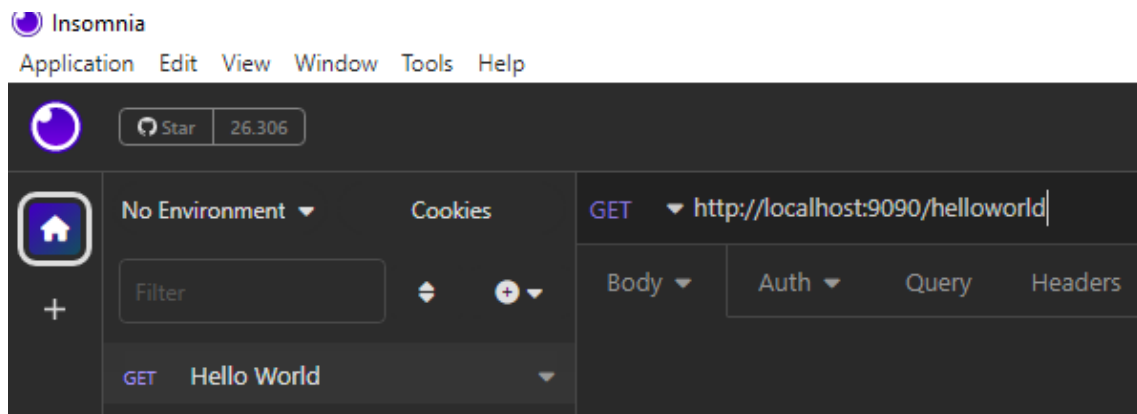 Insomnia
Application Edit View Window Tools Help
Star 26.306
No Environment Cookies
GET http://localhost:9090/helloworld
Filter
Body Auth Query Headers
GET Hello World